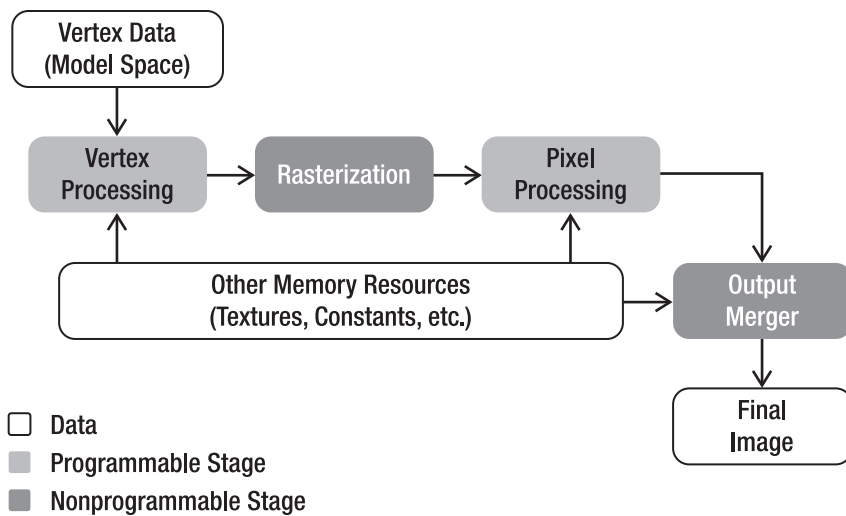 Vertex Data
(Model Space)
Vertex
Processing
Rasterization
Pixel
Processing
Other Memory Resources
(Textures, Constants, etc.)
Output
Merger
Final
Image
Data
Programmable Stage
Nonprogrammable Stage